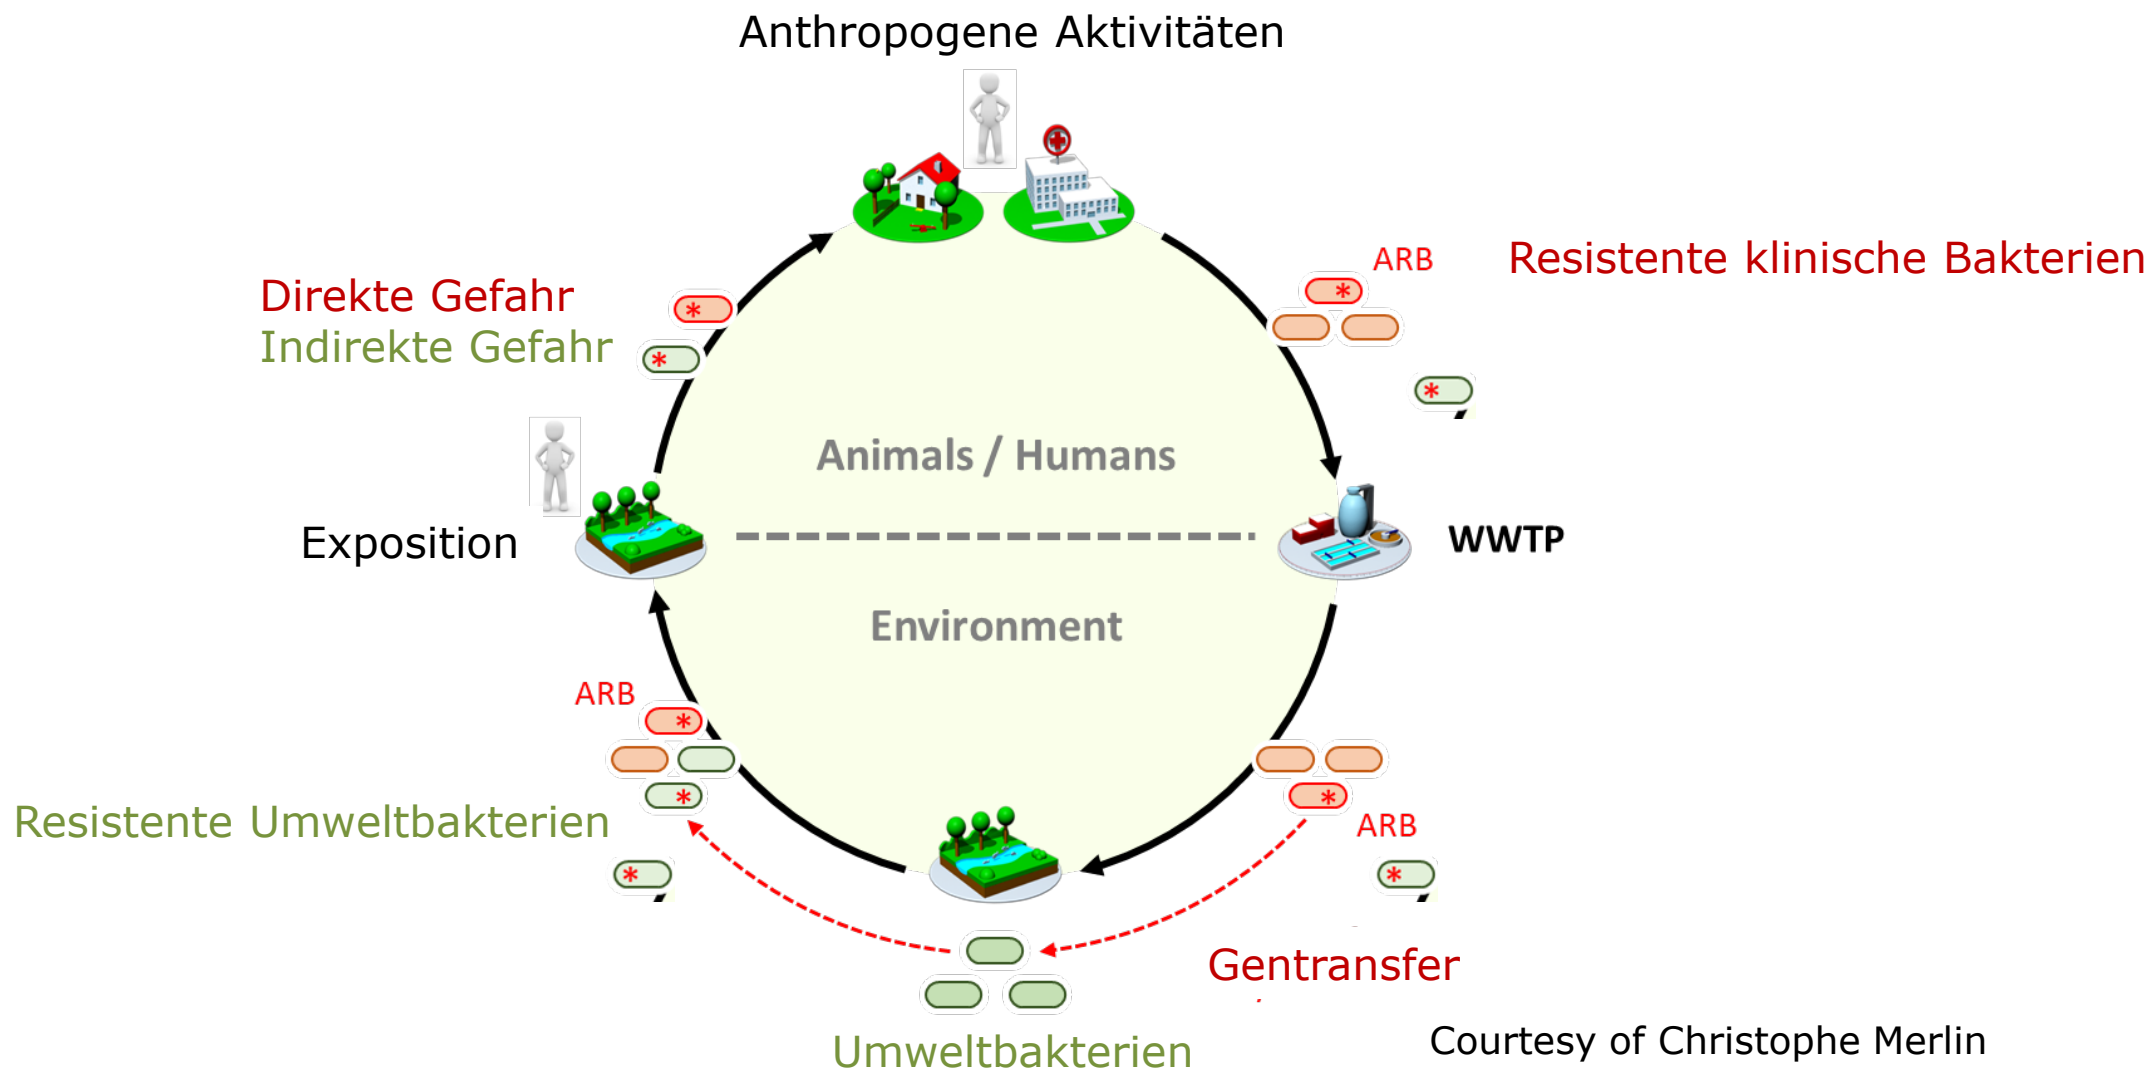 Anthropogene Aktivitäten
ARB
Resistente klinische Bakterien
Direkte Gefahr
Indirekte Gefahr
Animals / Humans
Exposition
WWTP
Environment
ARB
Resistente Umweltbakterien
ARB
Gentransfer
Umweltbakterien
Courtesy of Christophe Merlin